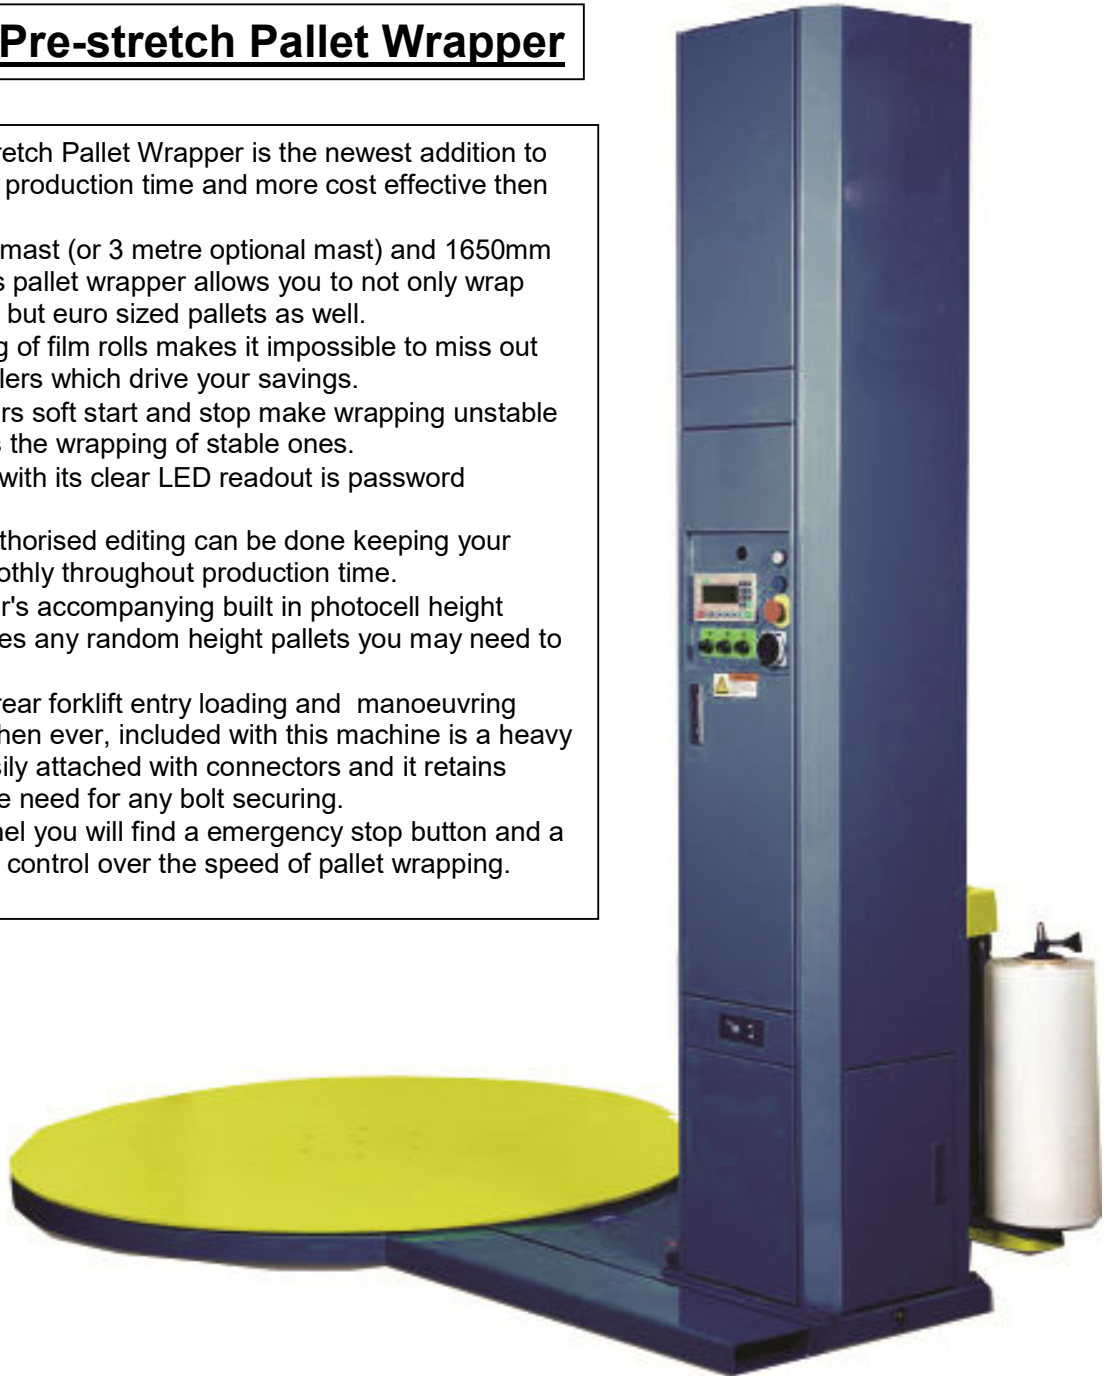 Pre-stretch Pallet Wrapper
retch Pallet Wrapper is the newest addition to
production time and more cost effective then
mast (or 3 metre optional mast) and 1650mm
s pallet wrapper allows you to not only wrap
but euro sized pallets as well.
g of film rolls makes it impossible to miss out
lers which drive your savings.
rs soft start and stop make wrapping unstable
s the wrapping of stable ones.
with its clear LED readout is password
thorised editing can be done keeping your
othly throughout production time.
r's accompanying built in photocell height
es any random height pallets you may need to
rear forklift entry loading and manoeuvring
hen ever, included with this machine is a heavy
sily attached with connectors and it retains
e need for any bolt securing.
nel you will find a emergency stop button and a
control over the speed of pallet wrapping.